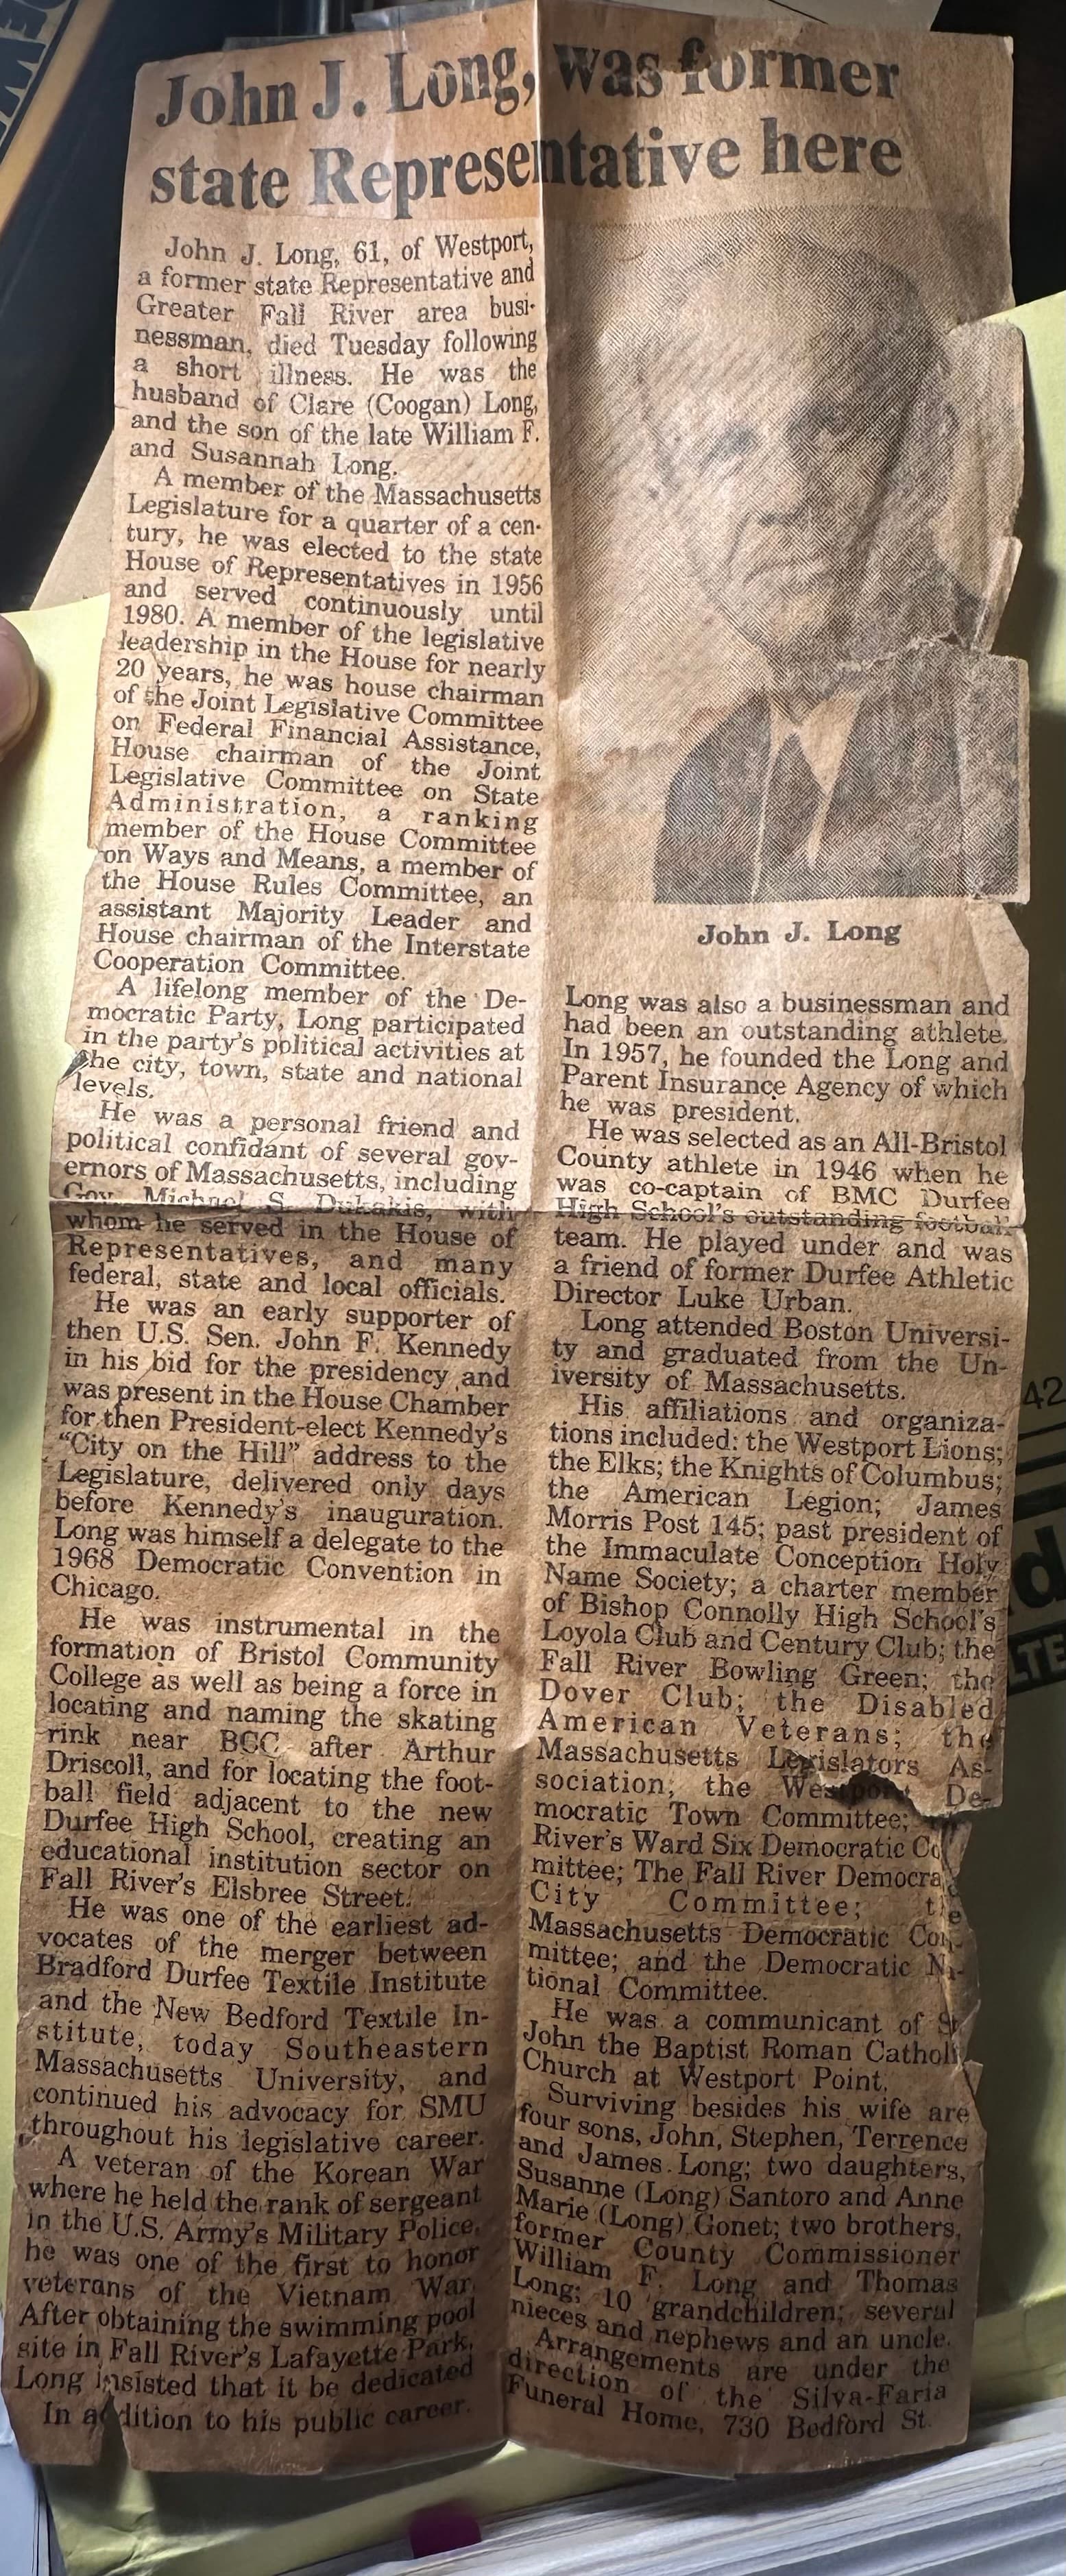 John J. Long, was former
state Representative here
John J. Long, 61, of Westport,
a former state Representative and
Greater Fall River area busi-
nessman, died Tuesday following
a short illness. He was the
husband of Clare (Coogan) Long,
and the son of the late William F.
and Susannah Long.
A member of the Massachusetts
Legislature for a quarter of a cen-
tury, he was elected to the state
House of Representatives in 1956
and served continuously until
1980. A member of the legislative
leadership in the House for nearly
20 years, he was house chairman
of the Joint Legislative Committee
on Federal Financial Assistance,
House chairman of the Joint
Legislative Committee on State
Administration, a ranking
member of the House Committee
on Ways and Means, a member of
the House Rules Committee, an
assistant Majority Leader and
House chairman of the Interstate
Cooperation Committee.
A lifelong member of the De-
mocratic Party, Long participated
in the party's political activities at
the city, town, state and national
levels.
He was a personal friend and
political confidant of several gov-
ernors of Massachusetts, including
Gov. Michael S. Dukakis, with
whom he served in the House of
Representatives, and many
federal, state and local officials.
He was an early supporter of
then U.S. Sen. John F. Kennedy
in his bid for the presidency and
was present in the House Chamber
for then President-elect Kennedy's
"City on the Hill" address to the
Legislature, delivered only days
before Kennedy's inauguration.
Long was himself a delegate to the
1968 Democratic Convention in
Chicago.
He was instrumental in the
formation of Bristol Community
College as well as being a force in
locating and naming the skating
rink near BCC after Arthur
Driscoll, and for locating the foot-
ball field adjacent to the new
Durfee High School, creating an
educational institution sector on
Fall River's Elsbree Street.
He was one of the earliest ad-
vocates of the merger between
Bradford Durfee Textile Institute
and the New Bedford Textile In-
stitute, today Southeastern
Massachusetts University, and
continued his advocacy for SMU
throughout his legislative career.
A veteran of the Korean War
where he held the rank of sergeant
in the U.S. Army's Military Police,
he was one of the first to honor
veterans of the Vietnam War.
After obtaining the swimming pool
site in Fall River's Lafayette Park,
Long insisted that it be dedicated
In addition to his public career.
John J. Long
Long was also a businessman and
had been an outstanding athlete.
In 1957, he founded the Long and
Parent Insurance Agency of which
he was president.
He was selected as an All-Bristol
County athlete in 1946 when he
was co-captain of BMC Durfee
High School's outstanding football
team. He played under and was
a friend of former Durfee Athletic
Director Luke Urban.
Long attended Boston Universi-
ty and graduated from the Un-
iversity of Massachusetts.
His affiliations and organiza-
tions included: the Westport Lions;
the Elks; the Knights of Columbus;
the American Legion; James
Morris Post 145; past president of
the Immaculate Conception Holy
Name Society; a charter member
of Bishop Connolly High School's
Loyola Club and Century Club; the
Fall River Bowling Green; the
Dover Club; the Disabled
American Veterans; the
Massachusetts Legislators As-
sociation; the Westport De-
mocratic Town Committee;
River's Ward Six Democratic Co
mittee; The Fall River Democra
City Committee; the
Massachusetts Democratic Com-
mittee; and the Democratic Na-
tional Committee.
He was a communicant of St
John the Baptist Roman Catholi
Church at Westport Point.
Surviving besides his wife are
four sons, John, Stephen, Terrence
and James Long; two daughters,
Susanne (Long) Santoro and Anne
Marie (Long) Gonet; two brothers,
former County Commissioner
William F. Long and Thomas
Long; 10 grandchildren; several
nieces and nephews and an uncle.
Arrangements are under the
direction of the Silva-Faria
Funeral Home, 730 Bedford St.
42
d
LTE